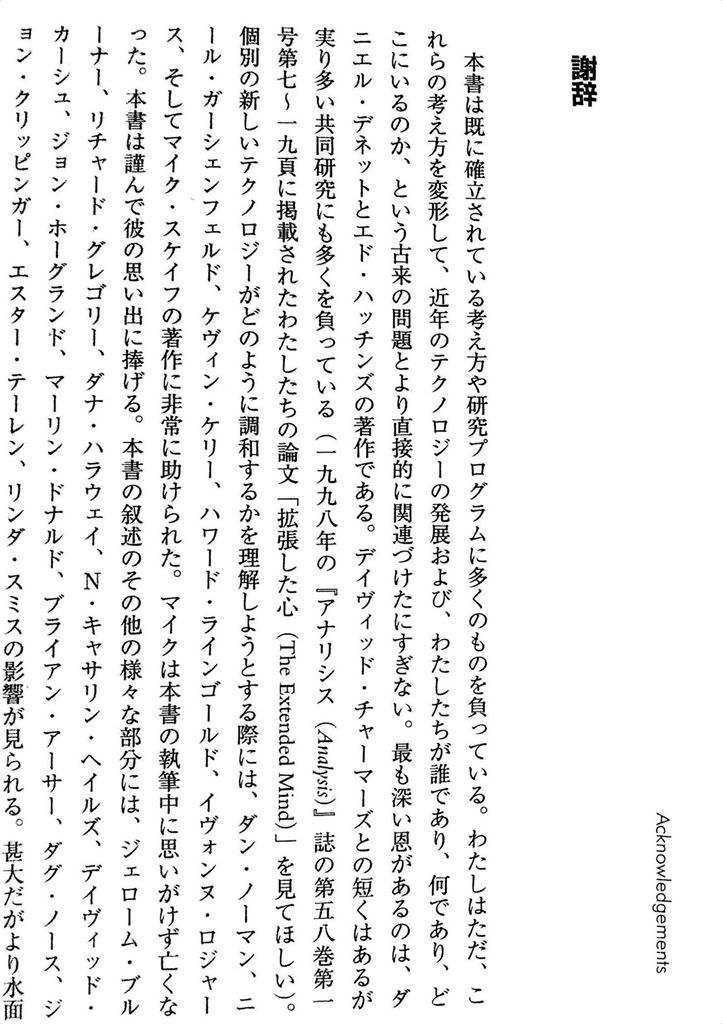 Acknowledgements
謝辞
本書は既に確立されている考え方や研究プログラムに多くのものを負っている。わたしはただ、こ
れらの考え方を変形して、近年のテクノロジーの発展および、わたしたちが誰であり、何であり、ど
こにいるのか、という古来の問題とより直接的に関連づけたにすぎない。最も深い恩があるのは、ダ
ニエル・デネットとエド・ハッチンズの著作である。デイヴィッド・チャーマーズとの短くはあるが
実り多い共同研究にも多くを負っている（一九九八年の『アナリシス（Analysis）』誌の第五八巻第一
号第七〜一九頁に掲載されたわたしたちの論文「拡張した心（The Extended Mind）」を見てほしい）。
個別の新しいテクノロジーがどのように調和するかを理解しようとする際には、ダン・ノーマン、ニ
ール・ガーシェンフェルド、ケヴィン・ケリー、ハワード・ラインゴールド、イヴォンヌ・ロジャー
ス、そしてマイク・スケイフの著作に非常に助けられた。マイクは本書の執筆中に思いがけず亡くな
った。本書は謹んで彼の思い出に捧げる。本書の叙述のその他の様々な部分には、ジェローム・ブル
ーナー、リチャード・グレゴリー、ダナ・ハラウェイ、N・キャサリン・ヘイルズ、デイヴィッド・
カーシュ、ジョン・ホーグランド、マーリン・ドナルド、ブライアン・アーサー、ダグ・ノース、ジ
ョン・クリッピンガー、エスター・テーレン、リンダ・スミスの影響が見られる。甚大だがより水面